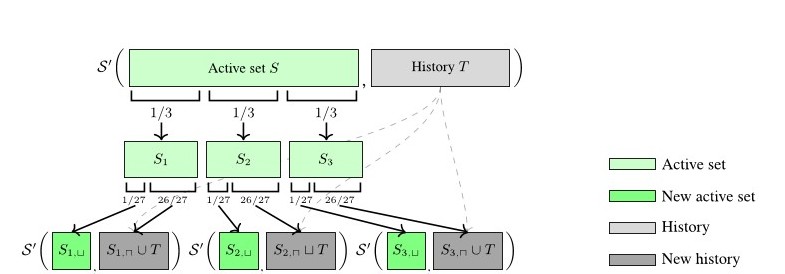 𝒮′( Active set S , History T )
1/3 1/3 1/3
S₁ S₂ S₃
1/27 26/27 1/27 26/27 1/27 26/27
𝒮′( S₁,⊔ , S₁,⊓ ∪ T ) 𝒮′( S₂,⊔ , S₂,⊓ ⊔ T ) 𝒮′( S₃,⊔ , S₃,⊓ ∪ T )
Active set
New active set
History
New history